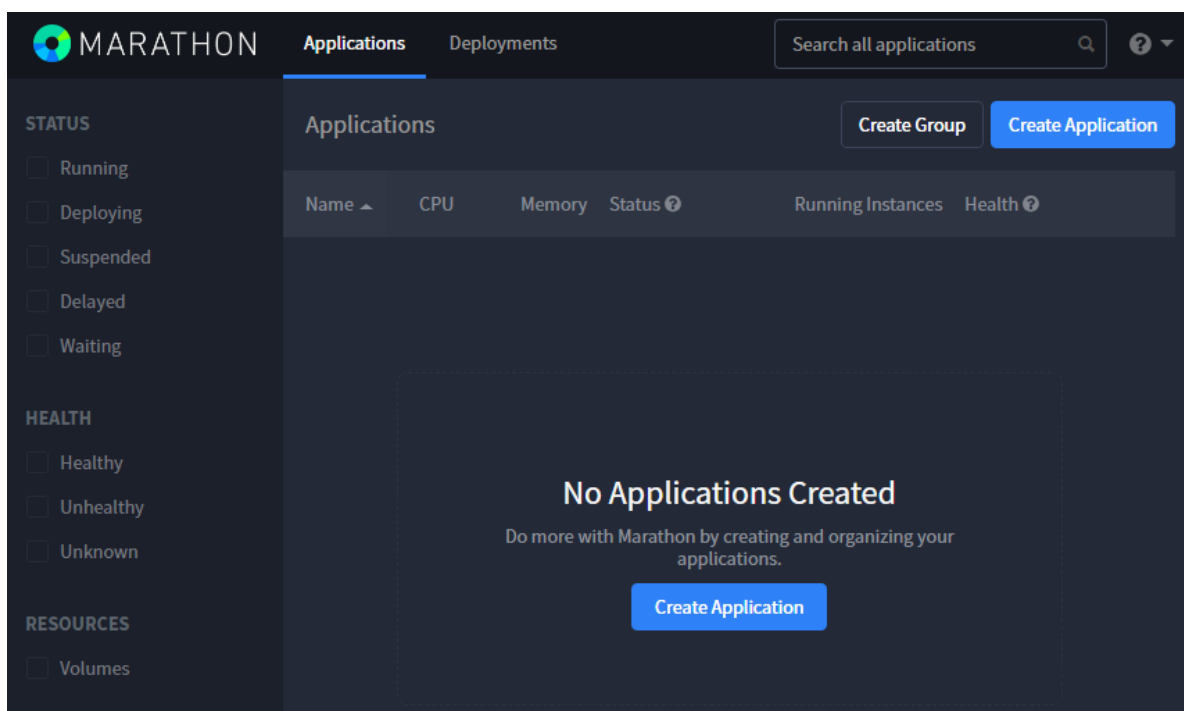 MARATHON
Applications
Deployments
Search all applications
STATUS
Running
Deploying
Suspended
Delayed
Waiting
HEALTH
Healthy
Unhealthy
Unknown
RESOURCES
Volumes
Applications
Create Group
Create Application
Name CPU Memory Status Running Instances Health
No Applications Created
Do more with Marathon by creating and organizing your
applications.
Create Application